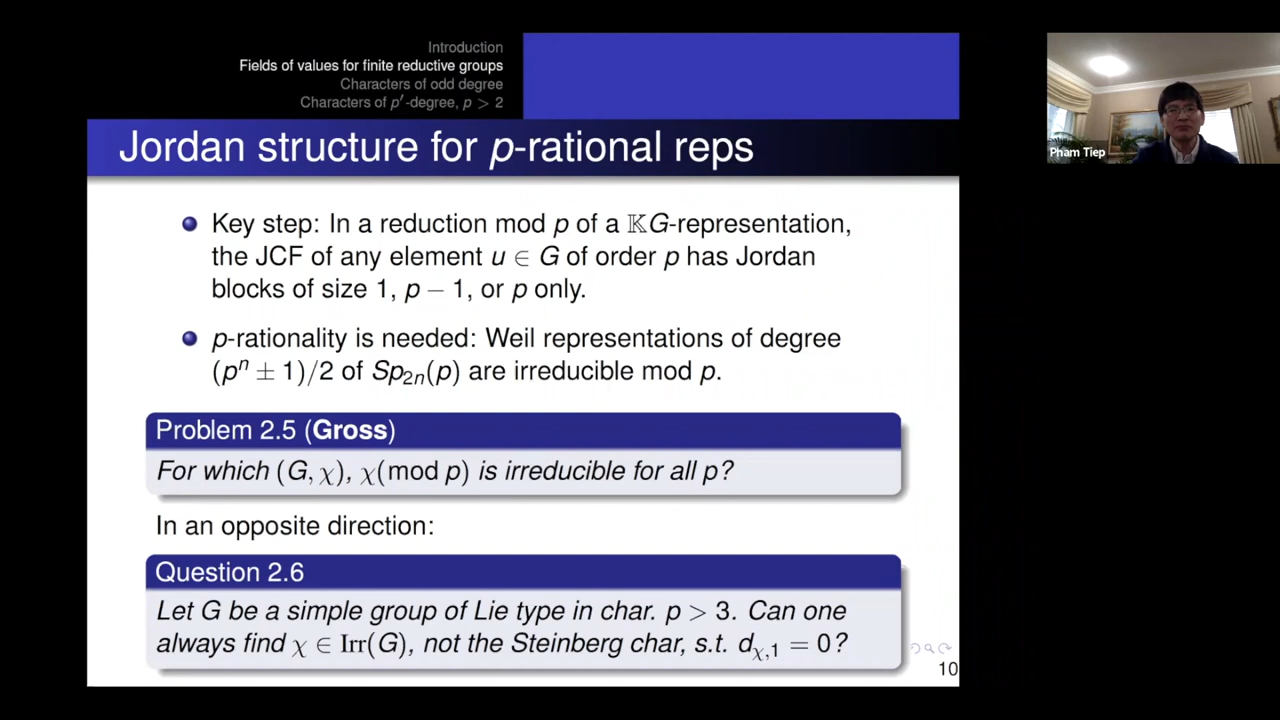 Introduction
Fields of values for finite reductive groups
Characters of odd degree
Characters of p′-degree, p > 2
Jordan structure for p-rational reps
Pham Tiep
Key step: In a reduction mod p of a 𝕂G-representation,
the JCF of any element u ∈ G of order p has Jordan
blocks of size 1, p − 1, or p only.
p-rationality is needed: Weil representations of degree
(pⁿ ± 1)/2 of Sp₂ₙ(p) are irreducible mod p.
Problem 2.5 (Gross)
For which (G, χ), χ(mod p) is irreducible for all p?
In an opposite direction:
Question 2.6
Let G be a simple group of Lie type in char. p > 3. Can one
always find χ ∈ Irr(G), not the Steinberg char, s.t. d_{χ,1} = 0?
10